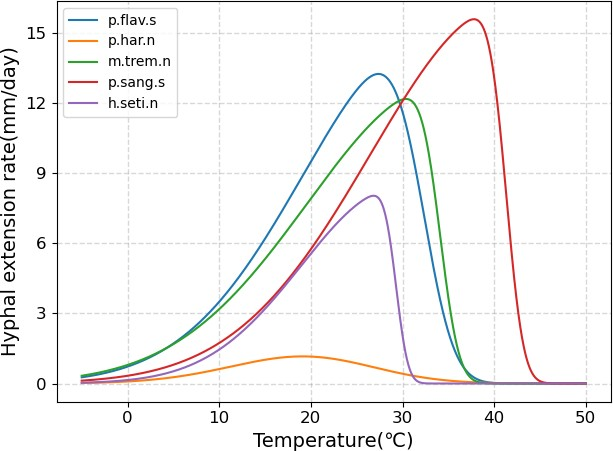 p.flav.s
p.har.n
m.trem.n
p.sang.s
h.seti.n
Hyphal extension rate(mm/day)
15
12
9
6
3
0
0 10 20 30 40 50
Temperature(℃)